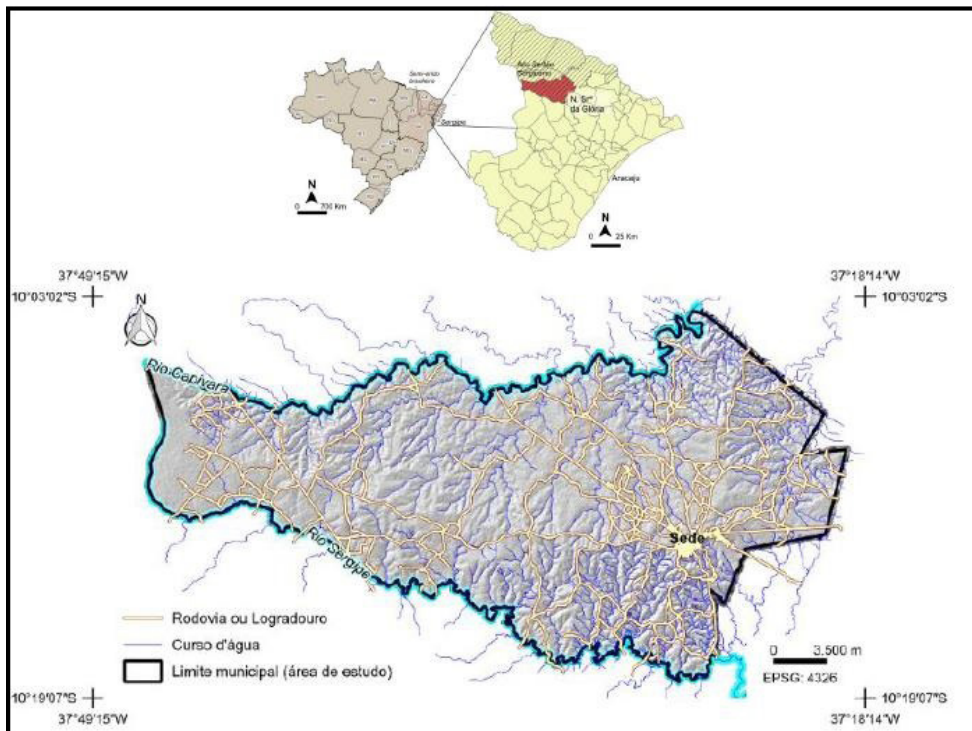 Semi-árido
brasileiro
Sergipe
N
0 700 Km
Alto Sertão
Sergipano
N. Srª
da Glória
Aracaju
N
0 25 Km
37°49'15"W
37°18'14"W
10°03'02"S
10°03'02"S
N
Rio Capivara
Sede
Rio Sergipe
Rodovia ou Logradouro
Curso d'água
Limite municipal (área de estudo)
0 3.500 m
EPSG: 4326
10°19'07"S
10°19'07"S
37°49'15"W
37°18'14"W